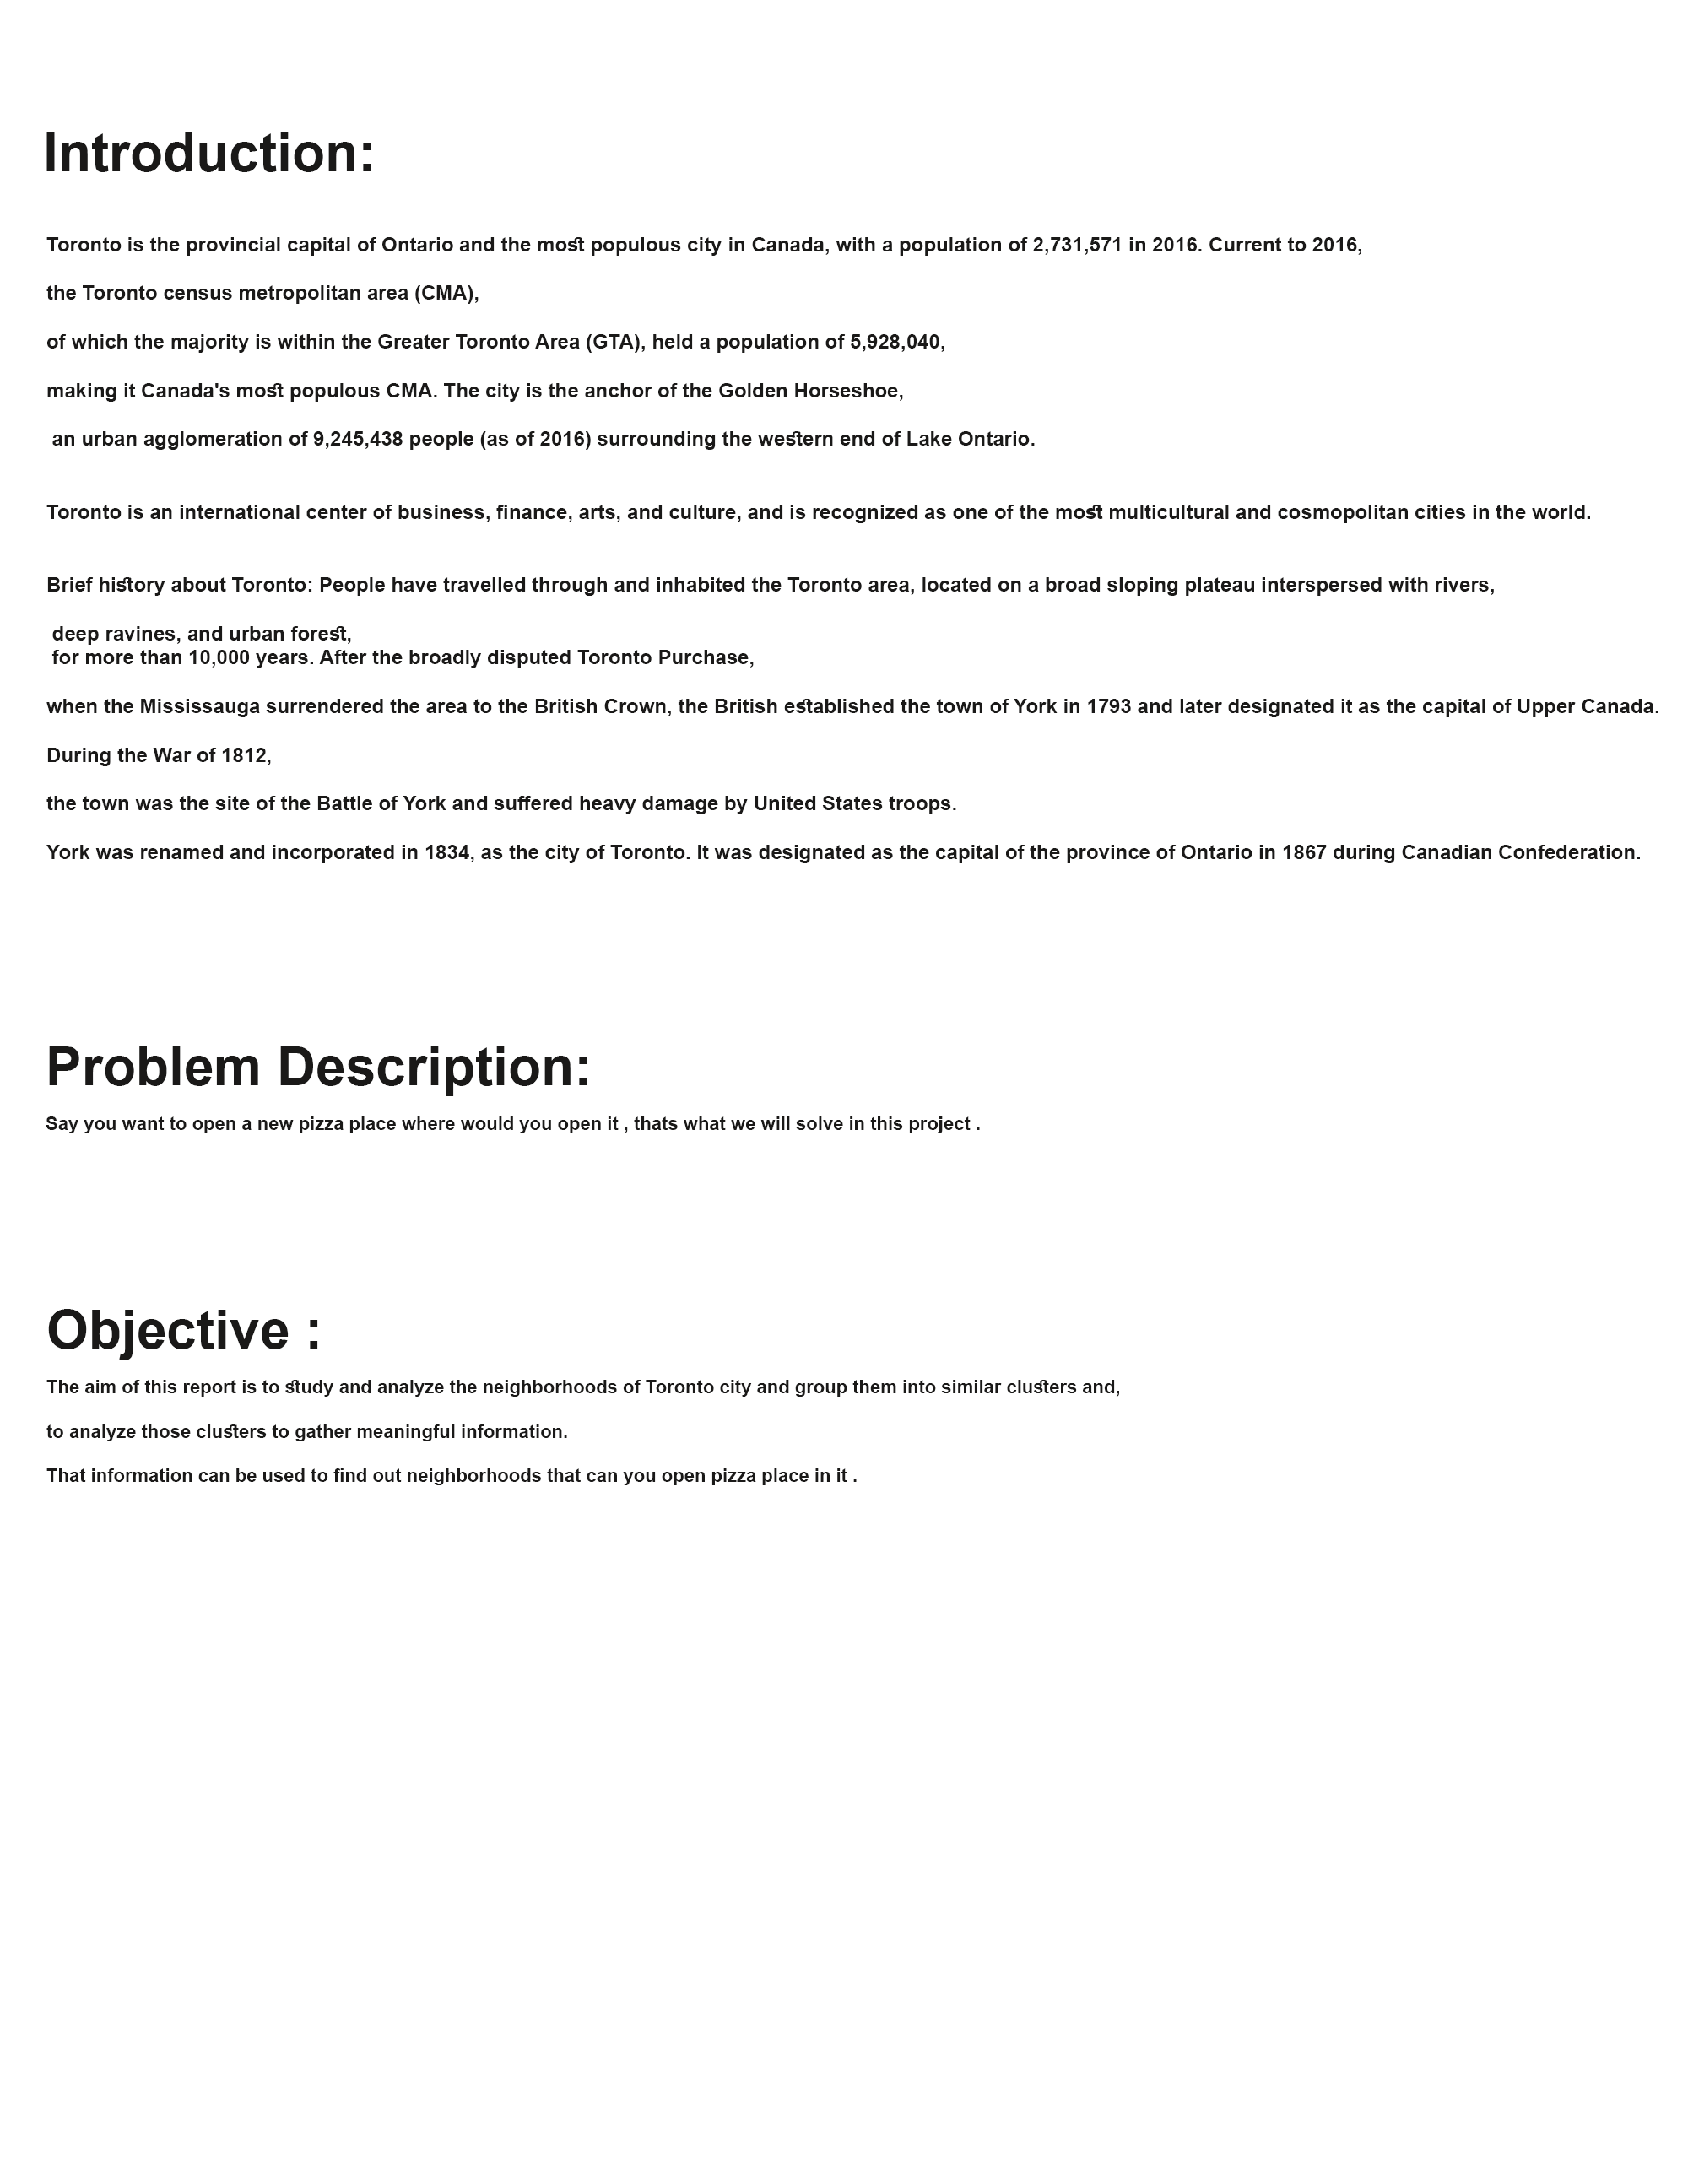 Introduction:
Toronto is the provincial capital of Ontario and the most populous city in Canada, with a population of 2,731,571 in 2016. Current to 2016,
the Toronto census metropolitan area (CMA),
of which the majority is within the Greater Toronto Area (GTA), held a population of 5,928,040,
making it Canada's most populous CMA. The city is the anchor of the Golden Horseshoe,
an urban agglomeration of 9,245,438 people (as of 2016) surrounding the western end of Lake Ontario.
Toronto is an international center of business, finance, arts, and culture, and is recognized as one of the most multicultural and cosmopolitan cities in the world.
Brief history about Toronto: People have travelled through and inhabited the Toronto area, located on a broad sloping plateau interspersed with rivers,
deep ravines, and urban forest,
for more than 10,000 years. After the broadly disputed Toronto Purchase,
when the Mississauga surrendered the area to the British Crown, the British established the town of York in 1793 and later designated it as the capital of Upper Canada.
During the War of 1812,
the town was the site of the Battle of York and suffered heavy damage by United States troops.
York was renamed and incorporated in 1834, as the city of Toronto. It was designated as the capital of the province of Ontario in 1867 during Canadian Confederation.
Problem Description:
Say you want to open a new pizza place where would you open it , thats what we will solve in this project .
Objective :
The aim of this report is to study and analyze the neighborhoods of Toronto city and group them into similar clusters and,
to analyze those clusters to gather meaningful information.
That information can be used to find out neighborhoods that can you open pizza place in it .